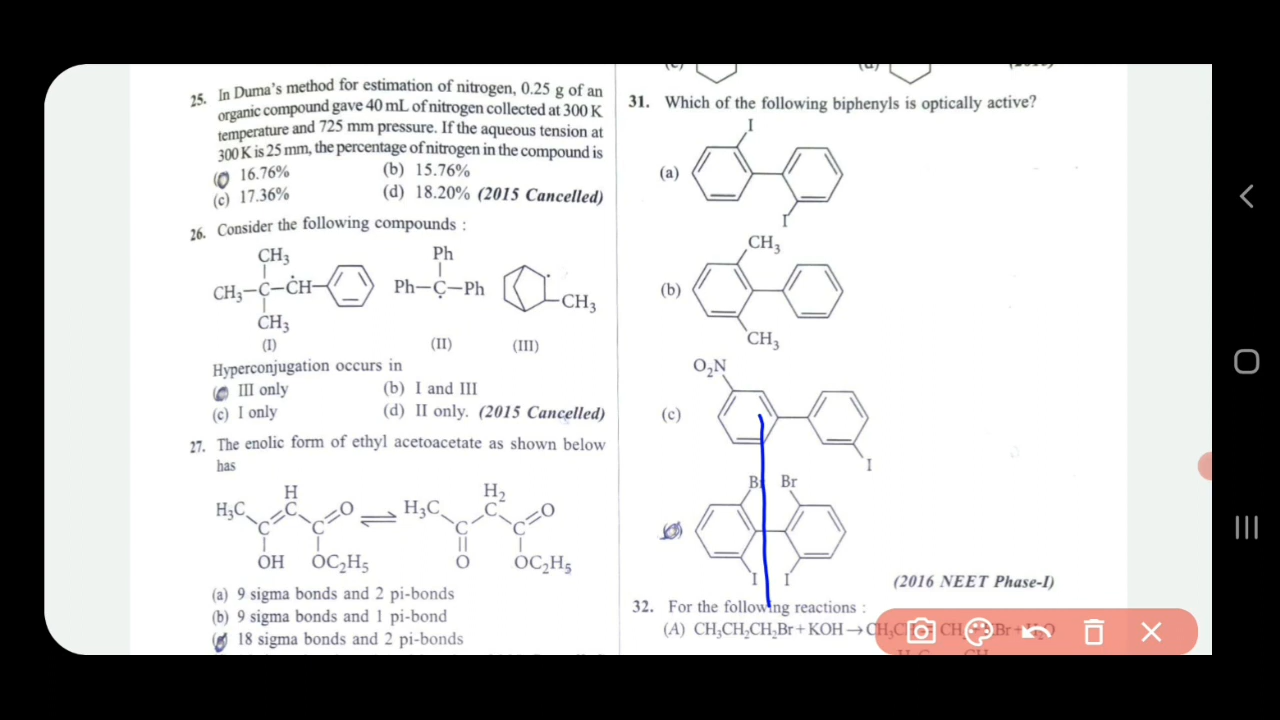 25. In Duma's method for estimation of nitrogen, 0.25 g of an
organic compound gave 40 mL of nitrogen collected at 300 K
temperature and 725 mm pressure. If the aqueous tension at
300 K is 25 mm, the percentage of nitrogen in the compound is
16.76% (b) 15.76%
(c) 17.36% (d) 18.20% (2015 Cancelled)
26. Consider the following compounds :
CH₃
CH₃–C–ĊH–
CH₃
(I)
Ph
Ph–C–Ph
(II)
CH₃
(III)
Hyperconjugation occurs in
III only (b) I and III
(c) I only (d) II only. (2015 Cancelled)
27. The enolic form of ethyl acetoacetate as shown below
has
H H₂
H₃C C O ⇌ H₃C C O
C C C C
OH OC₂H₅ O OC₂H₅
(a) 9 sigma bonds and 2 pi-bonds
(b) 9 sigma bonds and 1 pi-bond
18 sigma bonds and 2 pi-bonds
31. Which of the following biphenyls is optically active?
I
(a)
I
CH₃
(b)
CH₃
O₂N
(c)
I
Br Br
I I
(2016 NEET Phase-I)
32. For the following reactions :
(A) CH₃CH₂CH₂Br + KOH →